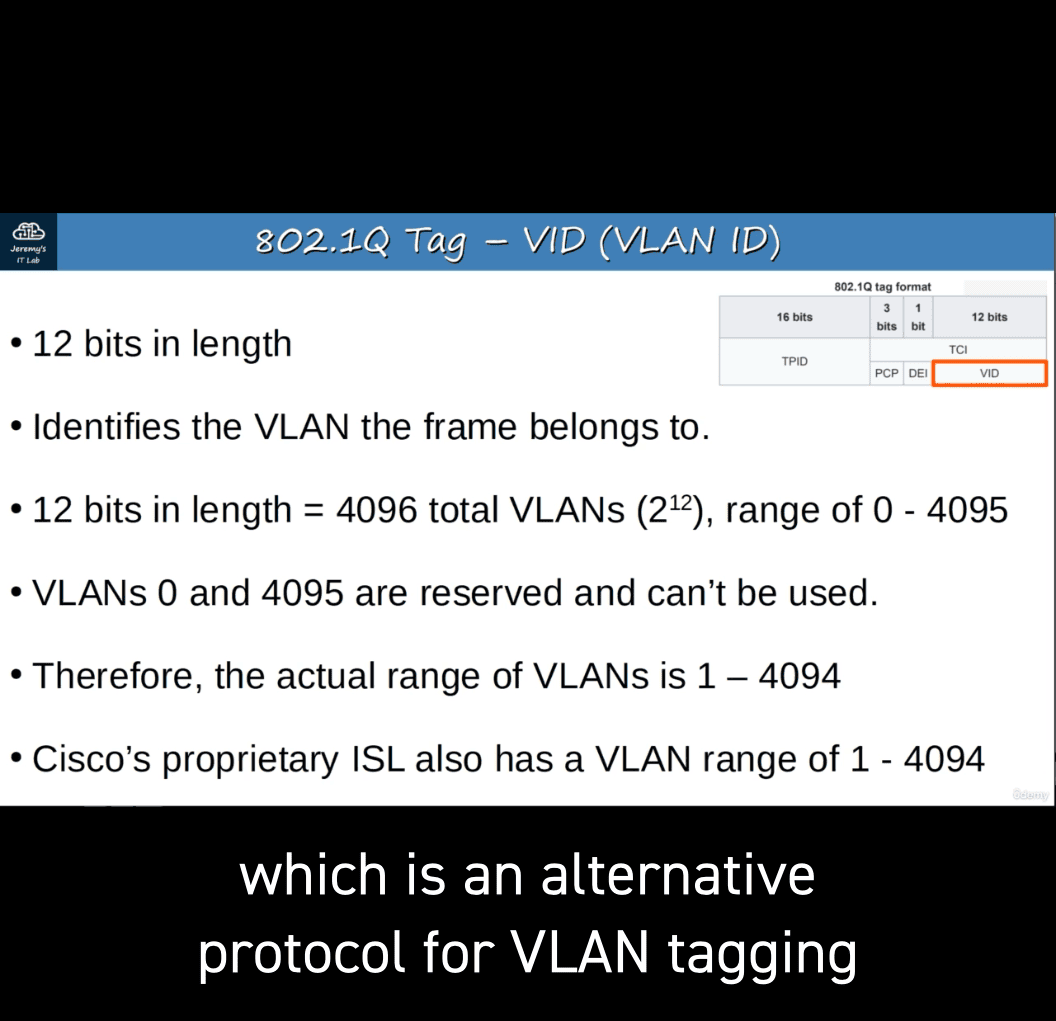 Jeremy's
IT Lab
802.1Q Tag – VID (VLAN ID)
802.1Q tag format
16 bits
3 bits
1 bit
12 bits
TPID
TCI
PCP
DEI
VID
• 12 bits in length
• Identifies the VLAN the frame belongs to.
• 12 bits in length = 4096 total VLANs (2¹²), range of 0 - 4095
• VLANs 0 and 4095 are reserved and can’t be used.
• Therefore, the actual range of VLANs is 1 – 4094
• Cisco’s proprietary ISL also has a VLAN range of 1 - 4094
ûdemy
which is an alternative
protocol for VLAN tagging